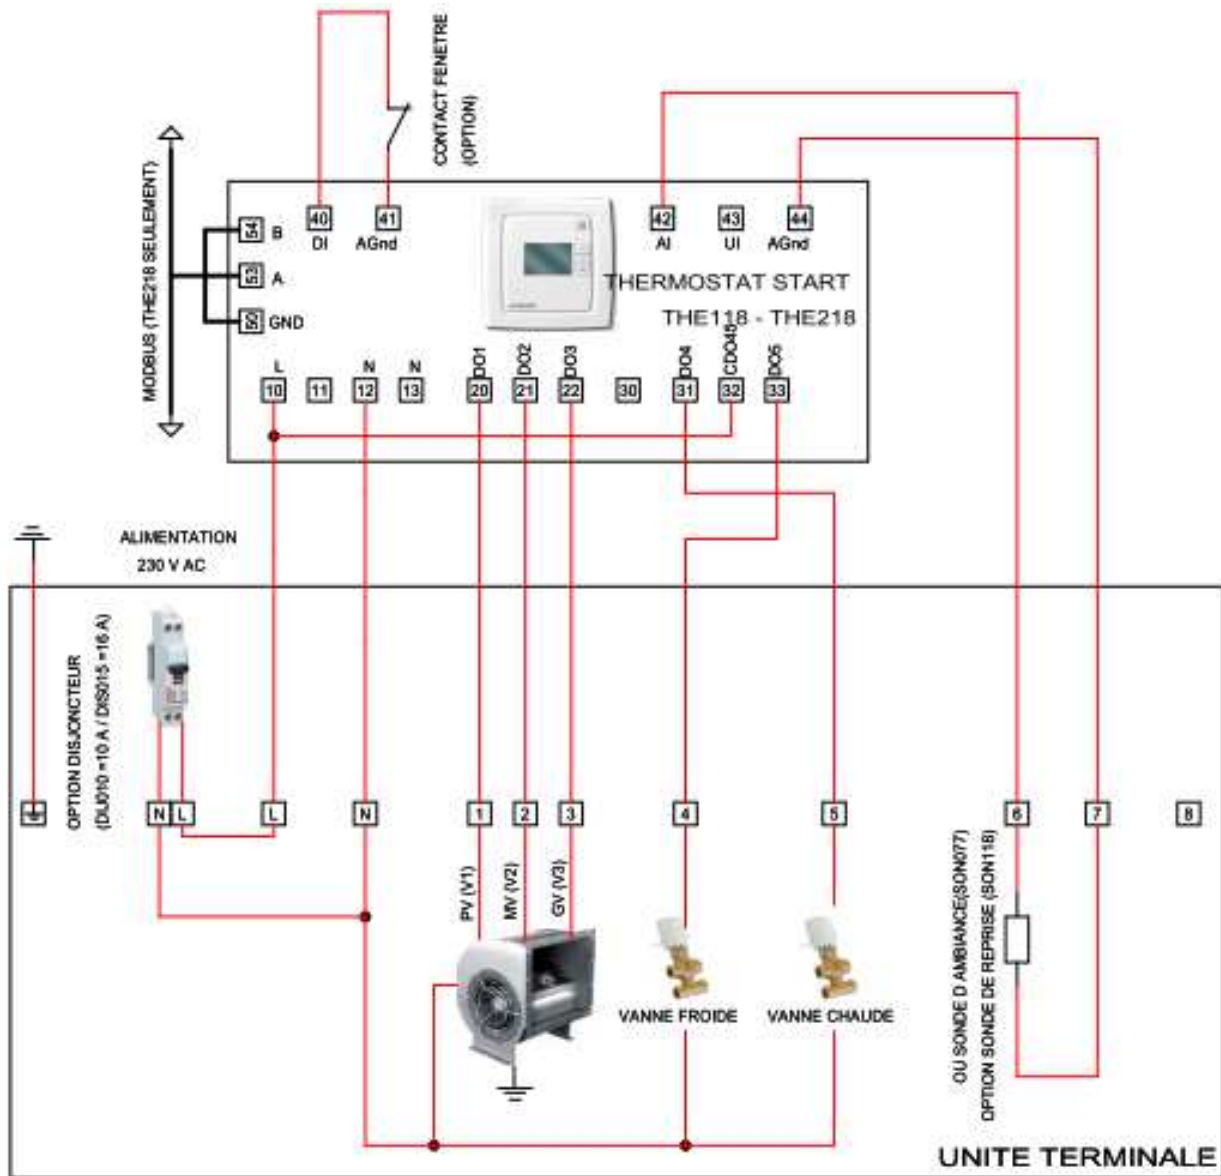 CONTACT FENETRE
(OPTION)
MODBUS (THE218 SEULEMENT)
54 B
53 A
50 GND
40
DI
41
AGnd
42
AI
43
UI
44
AGnd
THERMOSTAT START
THE118 - THE218
L
N
N
DO1
DO2
DO3
DO4
CDO45
DO5
10
11
12
13
20
21
22
30
31
32
33
ALIMENTATION
230 V AC
OPTION DISJONCTEUR
(DIJ010 =10 A / DIS015 =16 A)
N
L
L
N
1
2
3
4
5
6
7
8
PV (V1)
MV (V2)
GV (V3)
VANNE FROIDE
VANNE CHAUDE
OU SONDE D AMBIANCE(SON077)
OPTION SONDE DE REPRISE (SON118)
UNITE TERMINALE